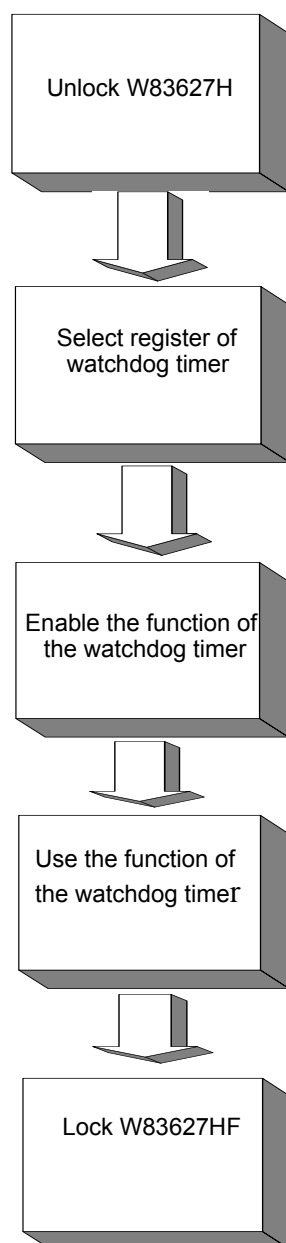 Unlock W83627H
Select register of
watchdog timer
Enable the function of
the watchdog timer
Use the function of
the watchdog timer
Lock W83627HF